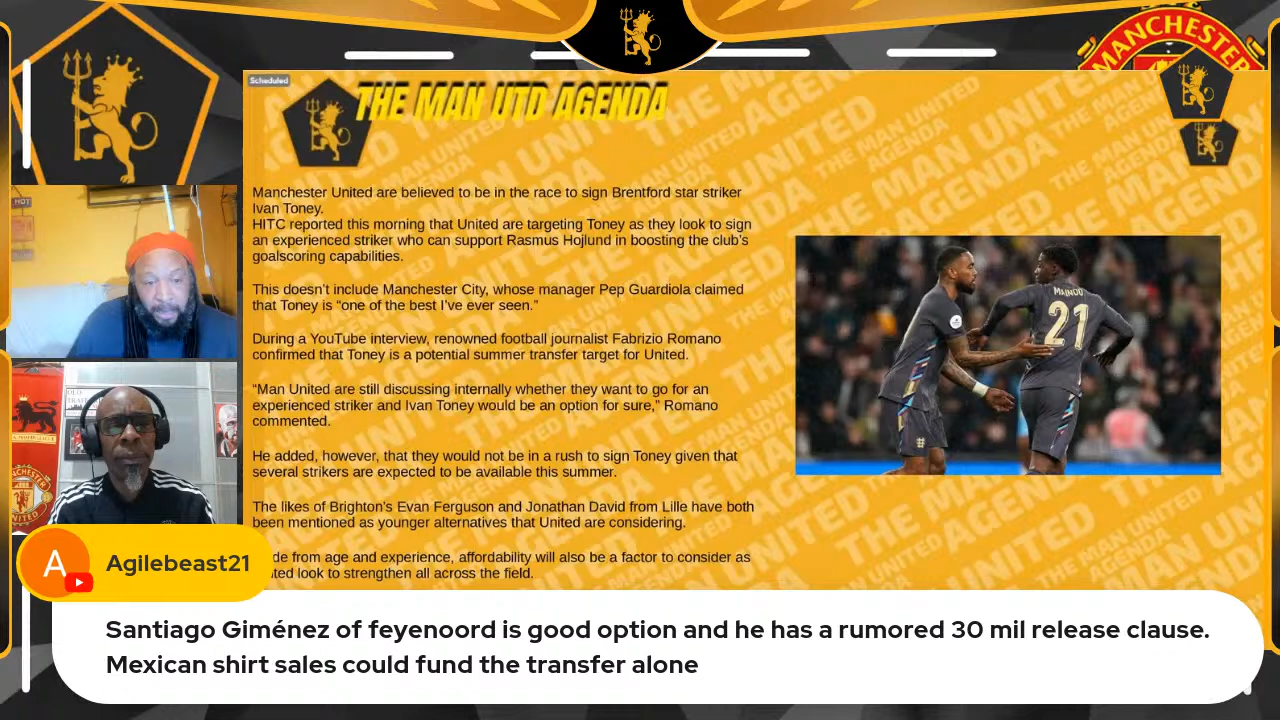 MANCHESTER
Scheduled
THE MAN UTD AGENDA
Manchester United are believed to be in the race to sign Brentford star striker
Ivan Toney.
HITC reported this morning that United are targeting Toney as they look to sign
an experienced striker who can support Rasmus Hojlund in boosting the club's
goalscoring capabilities.
This doesn't include Manchester City, whose manager Pep Guardiola claimed
that Toney is “one of the best I've ever seen.”
During a YouTube interview, renowned football journalist Fabrizio Romano
confirmed that Toney is a potential summer transfer target for United.
“Man United are still discussing internally whether they want to go for an
experienced striker and Ivan Toney would be an option for sure,” Romano
commented.
He added, however, that they would not be in a rush to sign Toney given that
several strikers are expected to be available this summer.
The likes of Brighton's Evan Ferguson and Jonathan David from Lille have both
been mentioned as younger alternatives that United are considering.
de from age and experience, affordability will also be a factor to consider as
ted look to strengthen all across the field.
MAINOO
21
HOT
A
Agilebeast21
Santiago Giménez of feyenoord is good option and he has a rumored 30 mil release clause.
Mexican shirt sales could fund the transfer alone